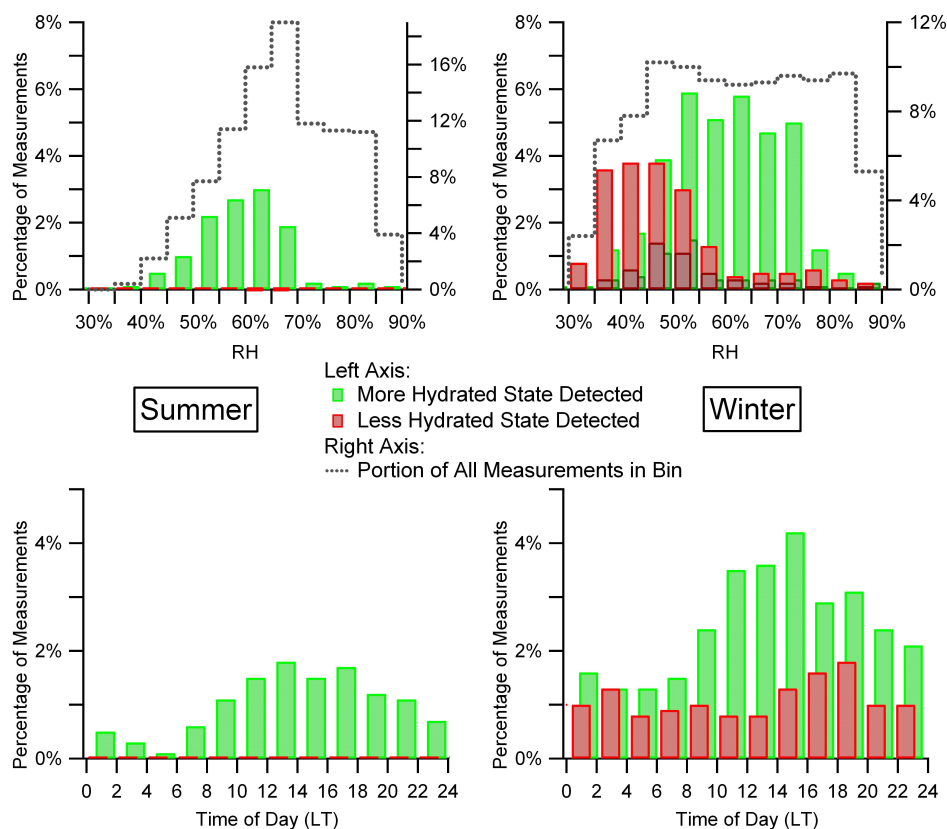 8%
6%
4%
2%
0%
Percentage of Measurements
16%
12%
8%
4%
0%
30% 40% 50% 60% 70% 80% 90%
RH
8%
6%
4%
2%
0%
Percentage of Measurements
12%
8%
4%
0%
30% 40% 50% 60% 70% 80% 90%
RH
Summer
Left Axis:
More Hydrated State Detected
Less Hydrated State Detected
Right Axis:
Portion of All Measurements in Bin
Winter
4%
2%
0%
Percentage of Measurements
0 2 4 6 8 10 12 14 16 18 20 22 24
Time of Day (LT)
4%
2%
0%
Percentage of Measurements
0 2 4 6 8 10 12 14 16 18 20 22 24
Time of Day (LT)